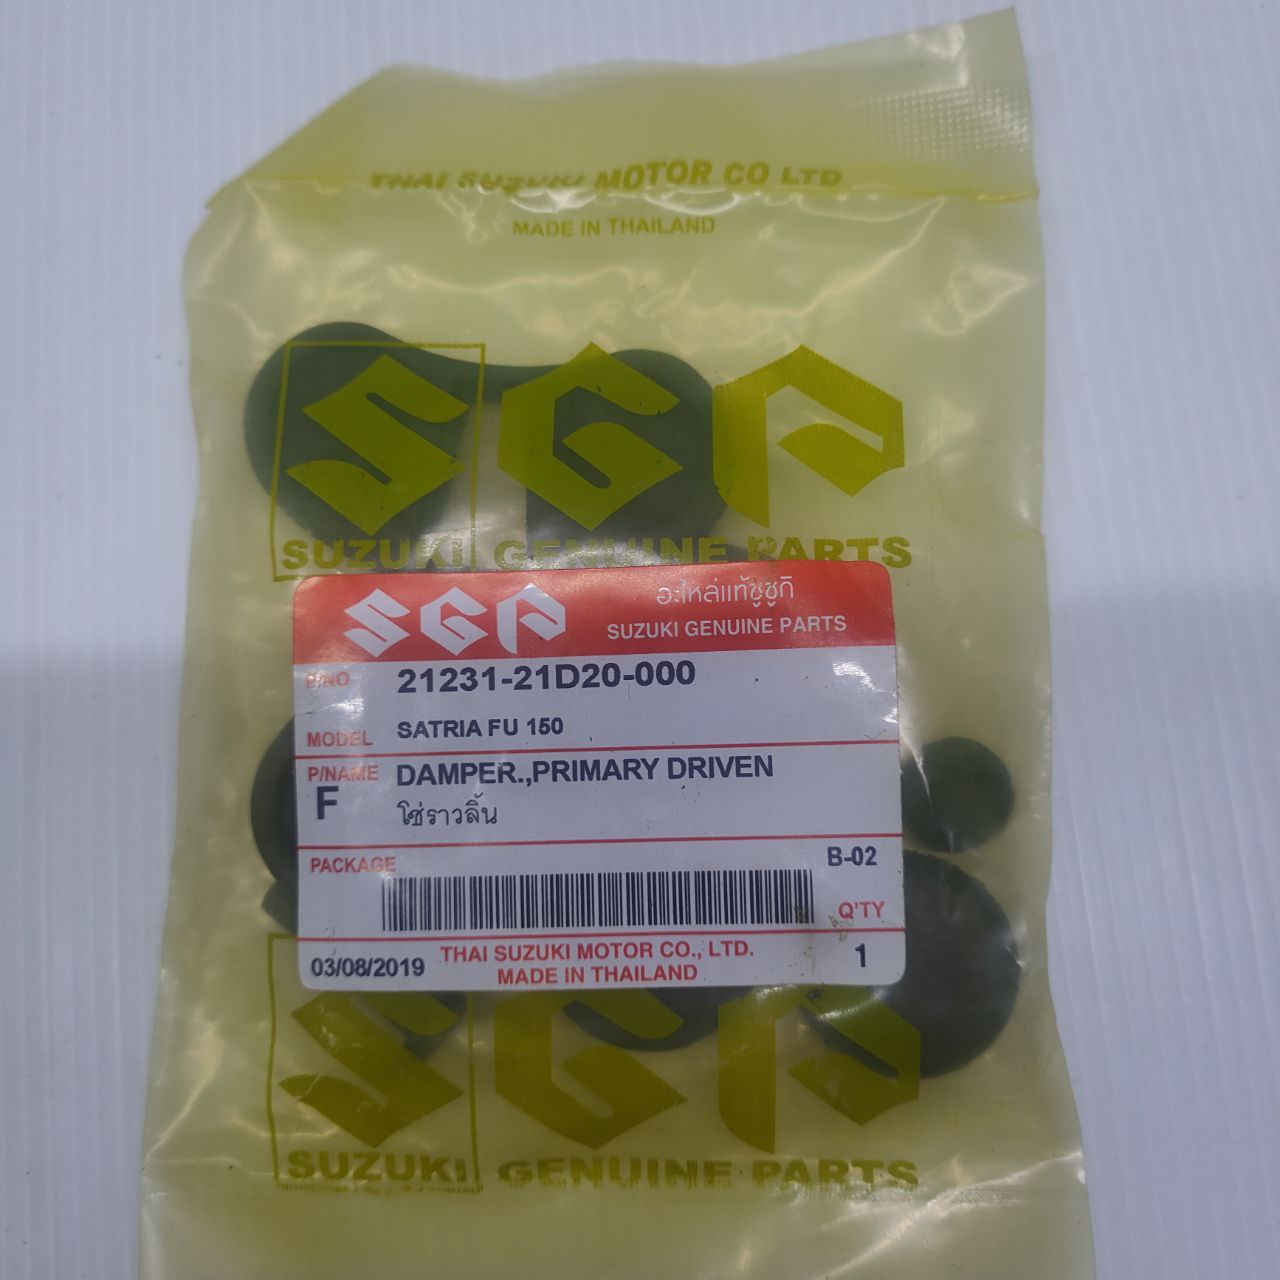 THAI SUZUKI MOTOR CO LTD
MADE IN THAILAND
SGP
SUZUKI GENUINE PARTS
SGP
อะไหล่แท้ซูซูกิ
SUZUKI GENUINE PARTS
P/NO 21231-21D20-000
MODEL SATRIA FU 150
P/NAME DAMPER.,PRIMARY DRIVEN
F โซ่ราวลิ้น
PACKAGE B-02
Q'TY
03/08/2019 THAI SUZUKI MOTOR CO., LTD. 1
MADE IN THAILAND
SGP
SUZUKI GENUINE PARTS